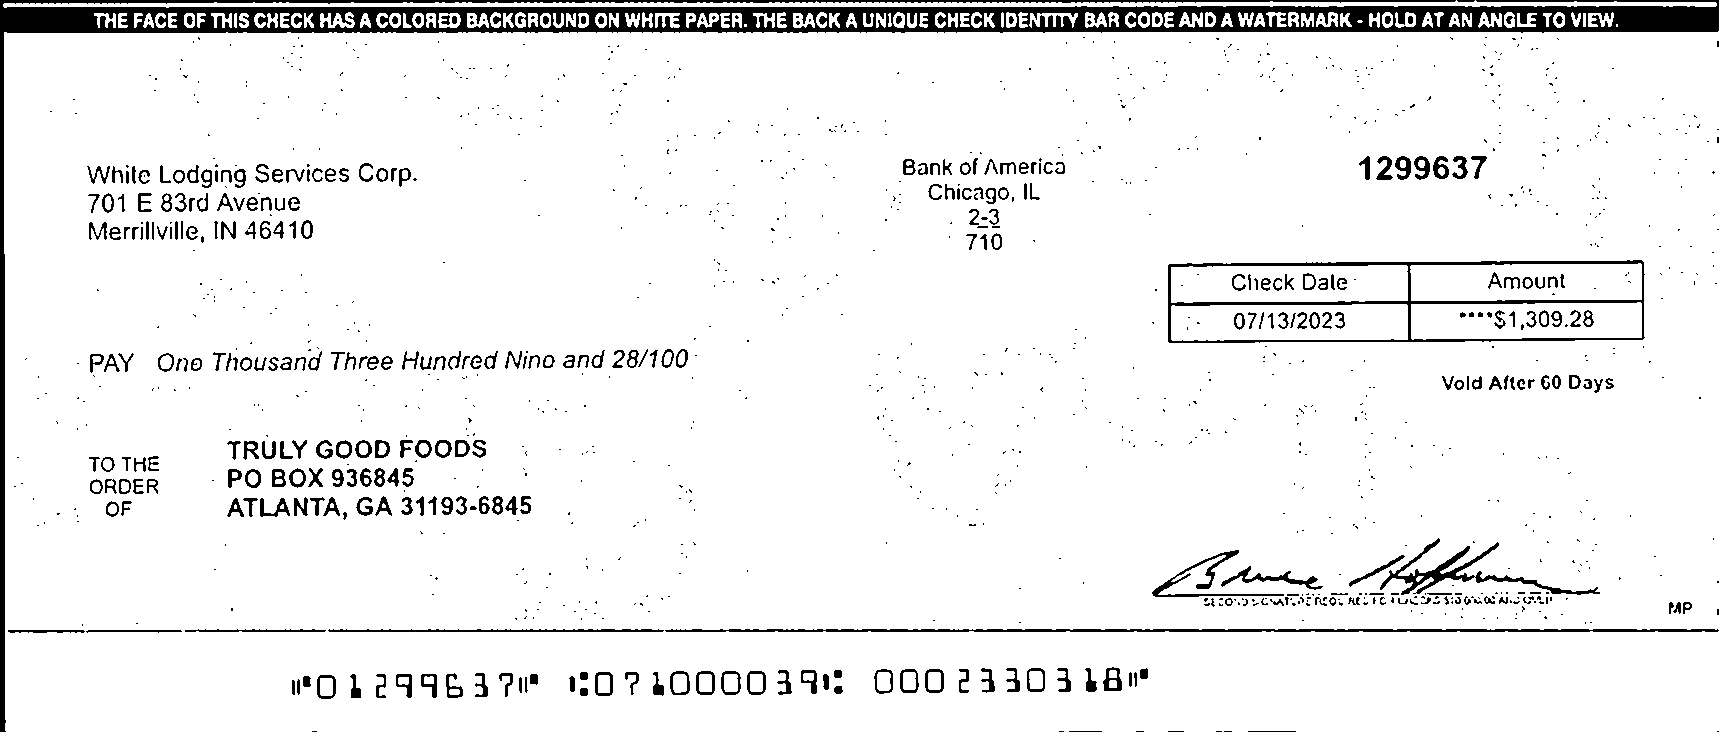 THE FACE OF THIS CHECK HAS A COLORED BACKGROUND ON WHITE PAPER. THE BACK A UNIQUE CHECK IDENTITY BAR CODE AND A WATERMARK - HOLD AT AN ANGLE TO VIEW.
White Lodging Services Corp.
701 E 83rd Avenue
Merrillville, IN 46410
Bank of America
Chicago, IL
2-3
710
1299637
Check Date Amount
07/13/2023 ****$1,309.28
PAY One Thousand Three Hundred Nine and 28/100
Void After 60 Days
TO THE
ORDER
OF
TRULY GOOD FOODS
PO BOX 936845
ATLANTA, GA 31193-6845
Bruce Hoffman
MP
⑈01299637⑈ ⑆071000039⑆ 0002330318⑈